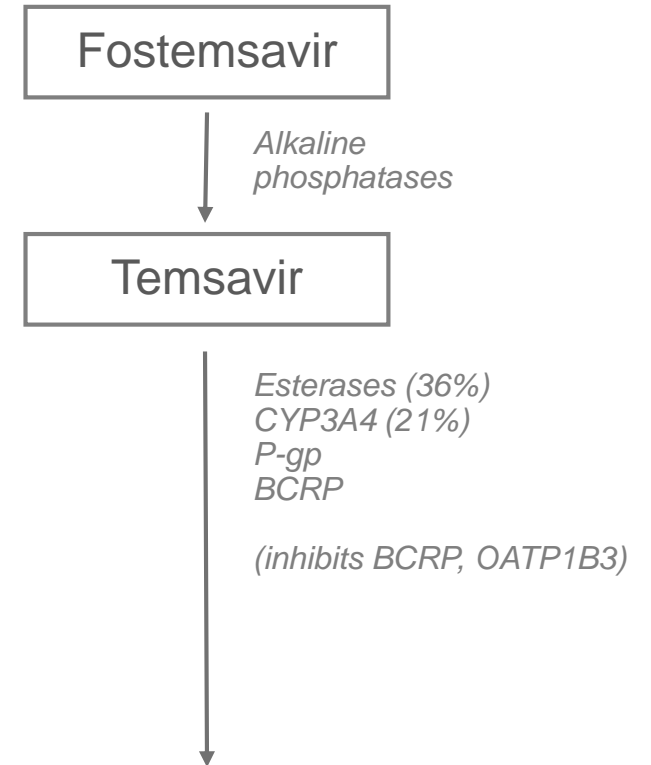 Fostemsavir
Alkaline
phosphatases
Temsavir
Esterases (36%)
CYP3A4 (21%)
P-gp
BCRP
(inhibits BCRP, OATP1B3)